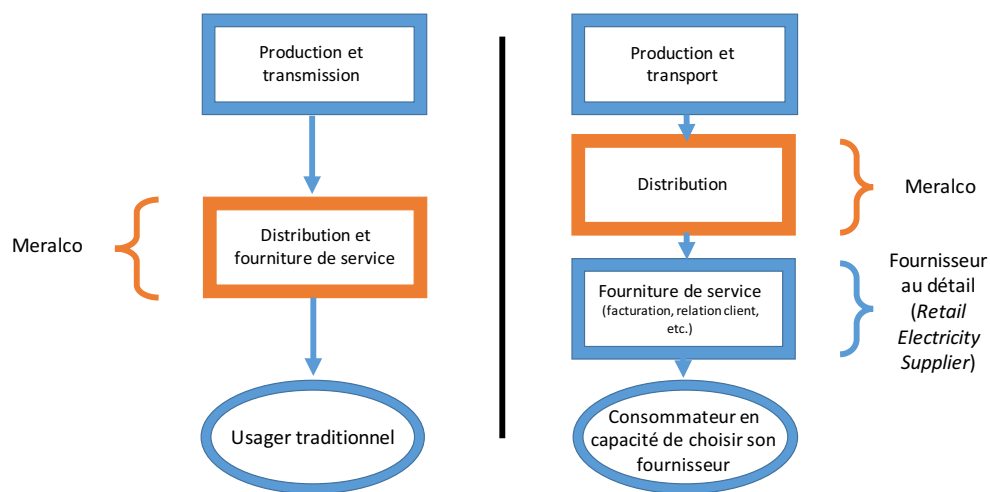 Production et
transmission
Meralco
Distribution et
fourniture de service
Usager traditionnel
Production et
transport
Distribution
Meralco
Fourniture de service
(facturation, relation client,
etc.)
Fournisseur
au détail
(Retail
Electricity
Supplier)
Consommateur en
capacité de choisir son
fournisseur